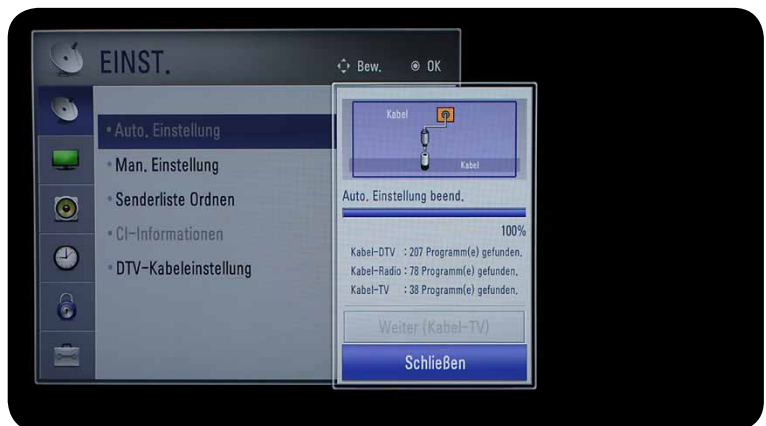 EINST.
Bew. OK
Auto. Einstellung
Man. Einstellung
Senderliste Ordnen
CI-Informationen
DTV-Kabeleinstellung
Kabel
Kabel
Auto. Einstellung beend.
100%
Kabel-DTV : 207 Programm(e) gefunden.
Kabel-Radio : 78 Programm(e) gefunden.
Kabel-TV : 38 Programm(e) gefunden.
Weiter (Kabel-TV)
Schließen